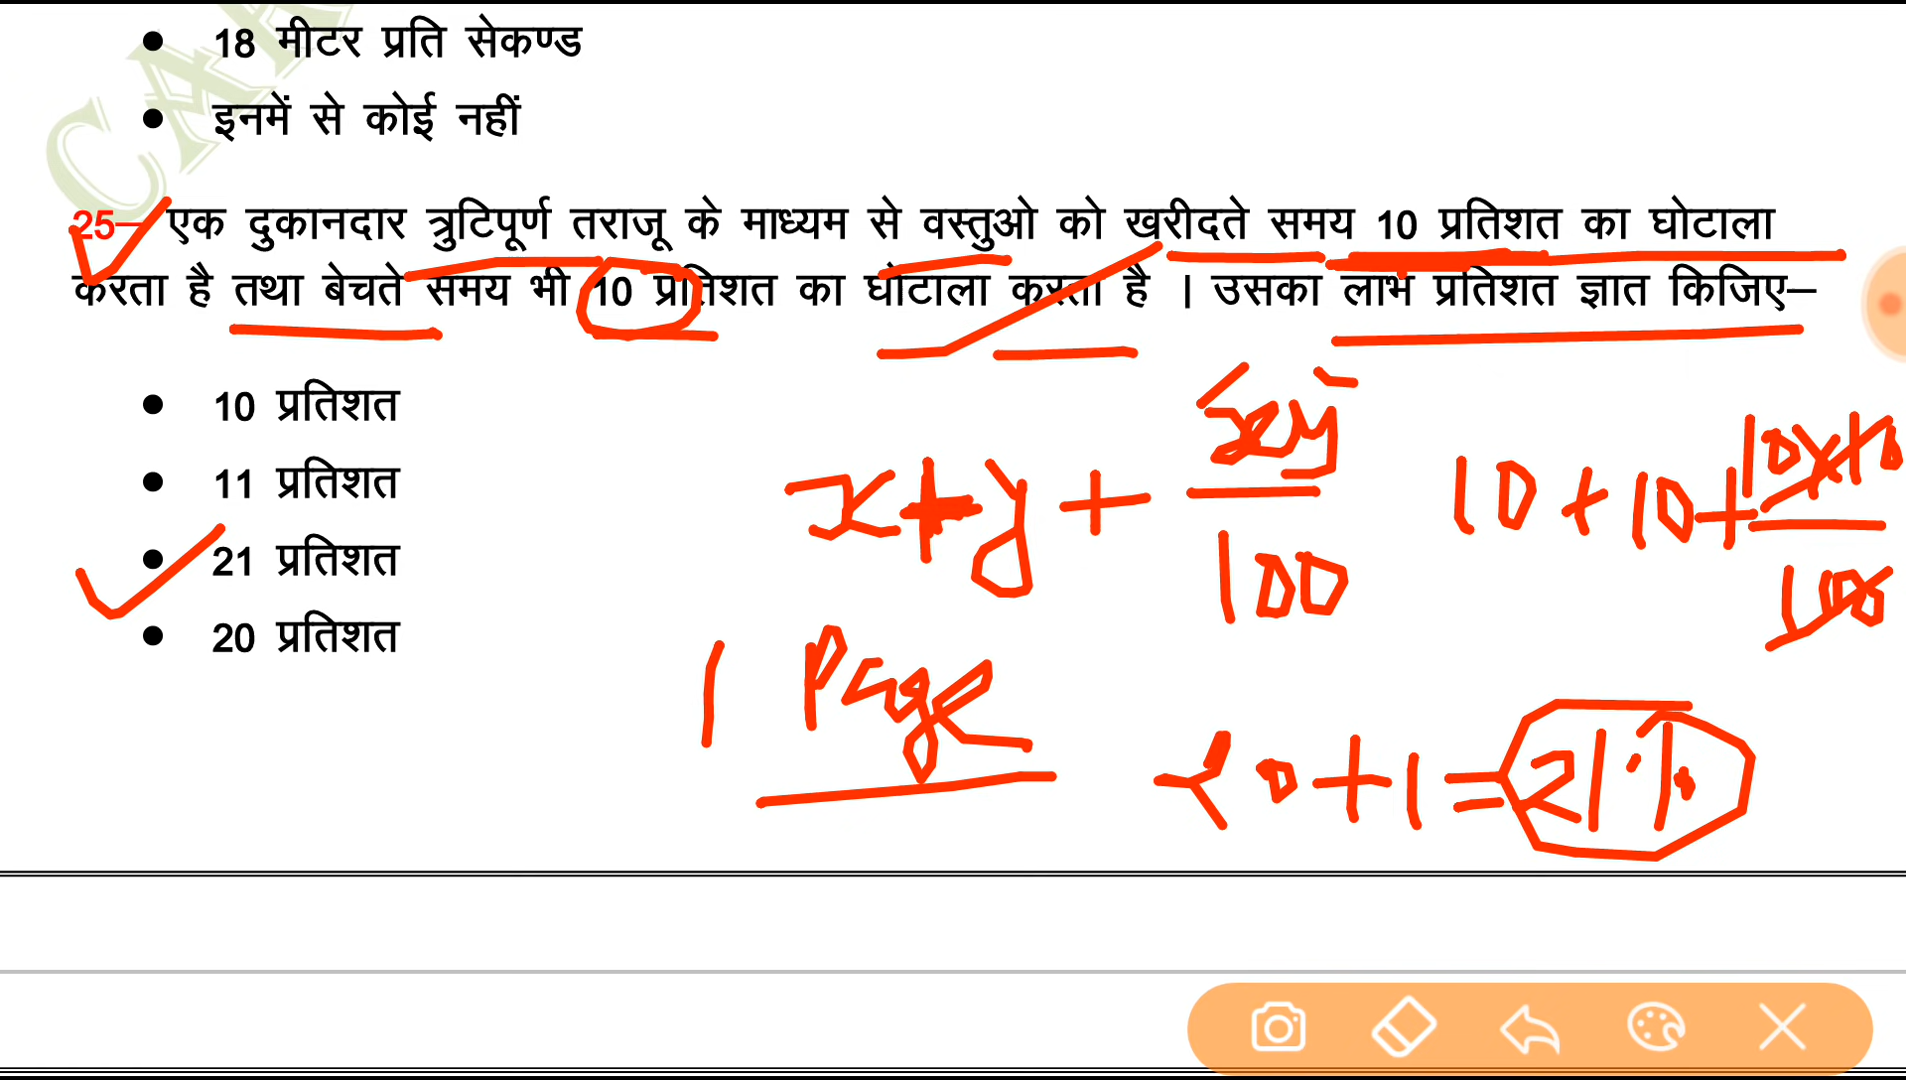 CAR
• 18 मीटर प्रति सेकण्ड
• इनमें से कोई नहीं
25– एक दुकानदार त्रुटिपूर्ण तराजू के माध्यम से वस्तुओ को खरीदते समय 10 प्रतिशत का घोटाला
करता है तथा बेचते समय भी 10 प्रतिशत का घोटाला करता है । उसका लाभ प्रतिशत ज्ञात किजिए–
• 10 प्रतिशत
• 11 प्रतिशत
• 21 प्रतिशत
• 20 प्रतिशत
x+y+ xy/100
10+10+ 10x10/100
1 Page
20+1=21%